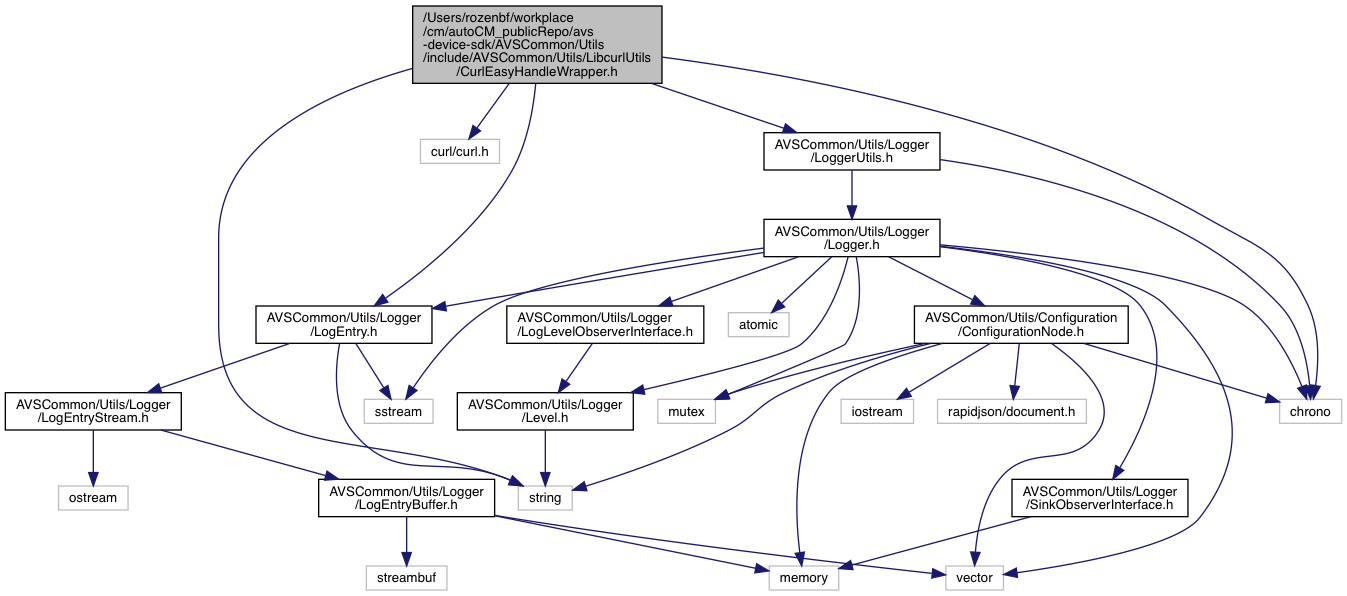 /Users/rozenbf/workplace
/cm/autoCM_publicRepo/avs
-device-sdk/AVSCommon/Utils
/include/AVSCommon/Utils/LibcurlUtils
/CurlEasyHandleWrapper.h
curl/curl.h
AVSCommon/Utils/Logger
/LoggerUtils.h
AVSCommon/Utils/Logger
/Logger.h
AVSCommon/Utils/Logger
/LogEntry.h
AVSCommon/Utils/Logger
/LogLevelObserverInterface.h
atomic
AVSCommon/Utils/Configuration
/ConfigurationNode.h
AVSCommon/Utils/Logger
/LogEntryStream.h
sstream
AVSCommon/Utils/Logger
/Level.h
mutex
iostream
rapidjson/document.h
chrono
ostream
AVSCommon/Utils/Logger
/LogEntryBuffer.h
string
AVSCommon/Utils/Logger
/SinkObserverInterface.h
streambuf
memory
vector